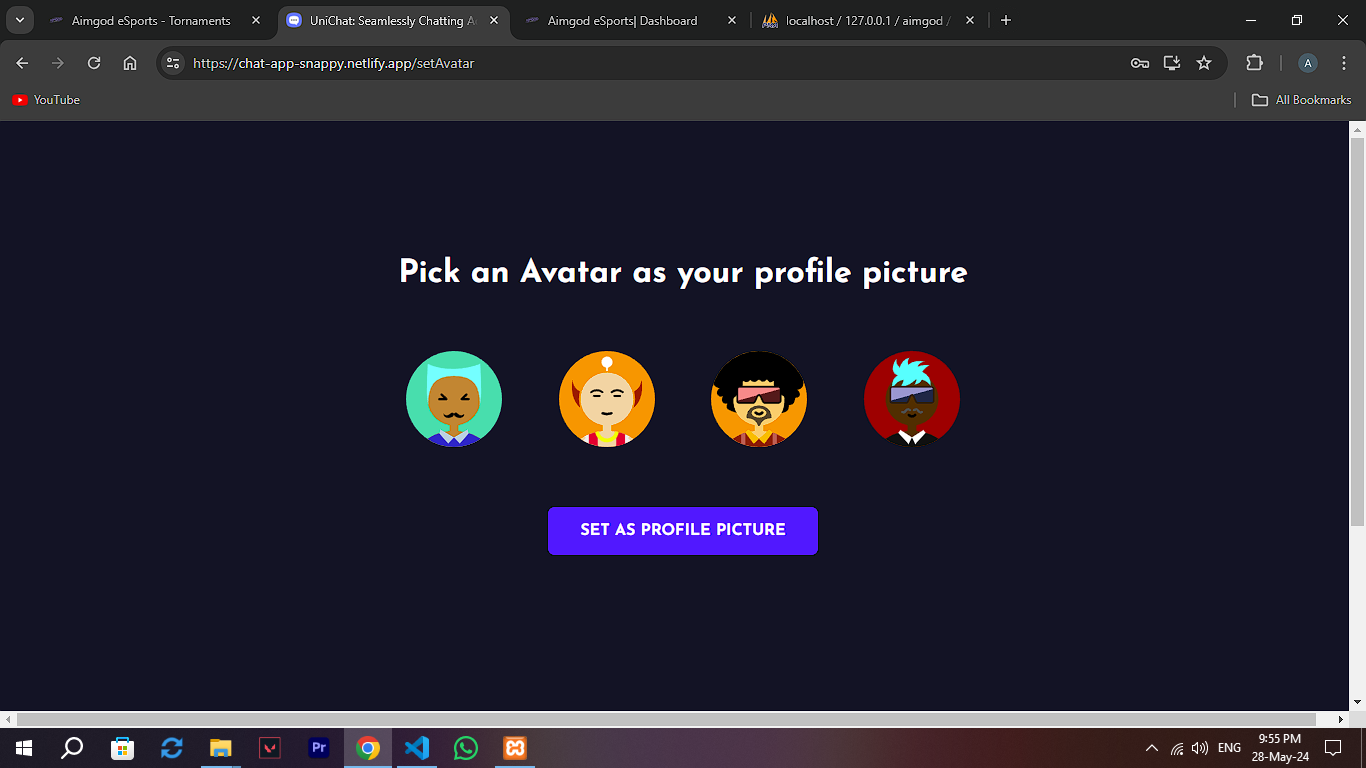 Aimgod eSports - Tornaments
UniChat: Seamlessly Chatting A
Aimgod eSports| Dashboard
localhost / 127.0.0.1 / aimgod /
https://chat-app-snappy.netlify.app/setAvatar
A
YouTube
All Bookmarks
Pick an Avatar as your profile picture
SET AS PROFILE PICTURE
Pr
ENG
9:55 PM
28-May-24